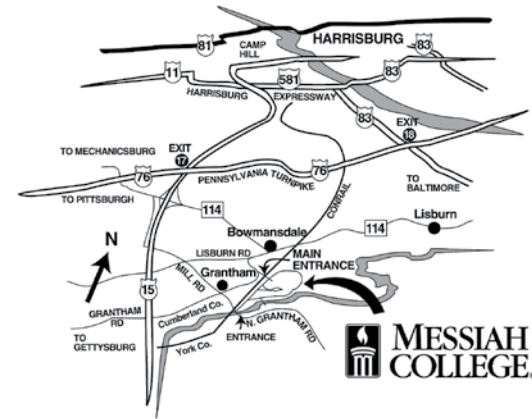 HARRISBURG
81
83
CAMP
HILL
11
581
83
HARRISBURG
EXPRESSWAY
83
EXIT
18
EXIT
17
TO MECHANICSBURG
76
PENNSYLVANIA TURNPIKE
76
TO PITTSBURGH
TO
BALTIMORE
CONRAIL
114
114
Lisburn
Bowmansdale
N
LISBURN RD
MAIN
ENTRANCE
MILL RD
Grantham
15
GRANTHAM
RD
Cumberland Co.
N. GRANTHAM RD
TO
GETTYSBURG
York Co.
ENTRANCE
MESSIAH
COLLEGE®